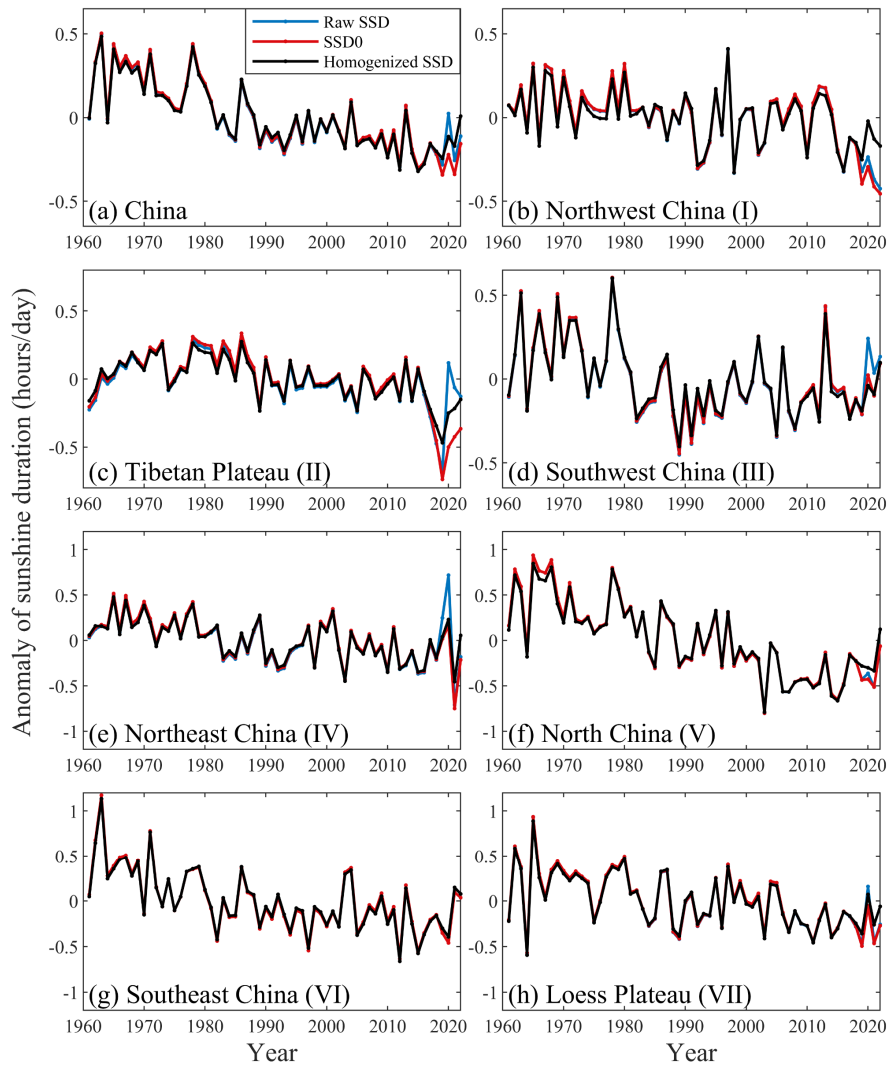 Raw SSD
SSD0
Homogenized SSD
0.5
0
-0.5
(a) China
1960 1970 1980 1990 2000 2010 2020
0.5
0
-0.5
(b) Northwest China (I)
1960 1970 1980 1990 2000 2010 2020
0.5
0
-0.5
(c) Tibetan Plateau (II)
1960 1970 1980 1990 2000 2010 2020
0.5
0
-0.5
(d) Southwest China (III)
1960 1970 1980 1990 2000 2010 2020
Anomaly of sunshine duration (hours/day)
1
0.5
0
-0.5
-1
(e) Northeast China (IV)
1960 1970 1980 1990 2000 2010 2020
1
0.5
0
-0.5
-1
(f) North China (V)
1960 1970 1980 1990 2000 2010 2020
1
0.5
0
-0.5
-1
(g) Southeast China (VI)
1960 1970 1980 1990 2000 2010 2020
Year
1
0.5
0
-0.5
-1
(h) Loess Plateau (VII)
1960 1970 1980 1990 2000 2010 2020
Year